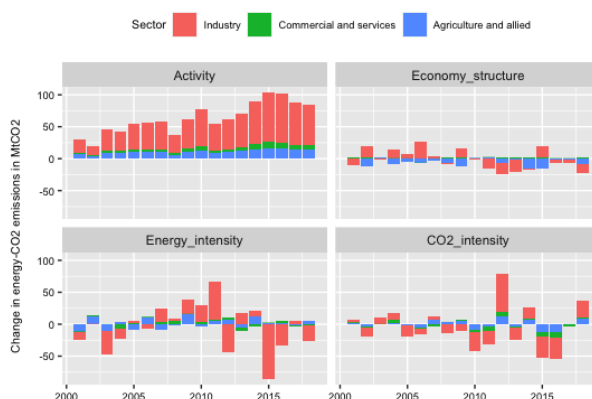 Sector Industry Commercial and services Agriculture and allied
Change in energy-CO2 emissions in MtCO2
Activity Economy_structure
100
50
0
-50
Energy_intensity CO2_intensity
100
50
0
-50
2000 2005 2010 2015 2000 2005 2010 2015